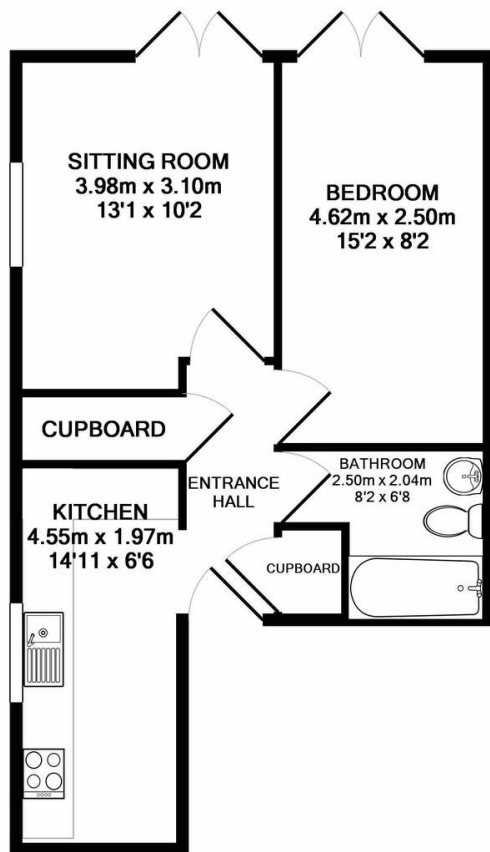 SITTING ROOM
3.98m x 3.10m
13'1 x 10'2
BEDROOM
4.62m x 2.50m
15'2 x 8'2
CUPBOARD
BATHROOM
2.50m x 2.04m
8'2 x 6'8
ENTRANCE
HALL
KITCHEN
4.55m x 1.97m
14'11 x 6'6
CUPBOARD